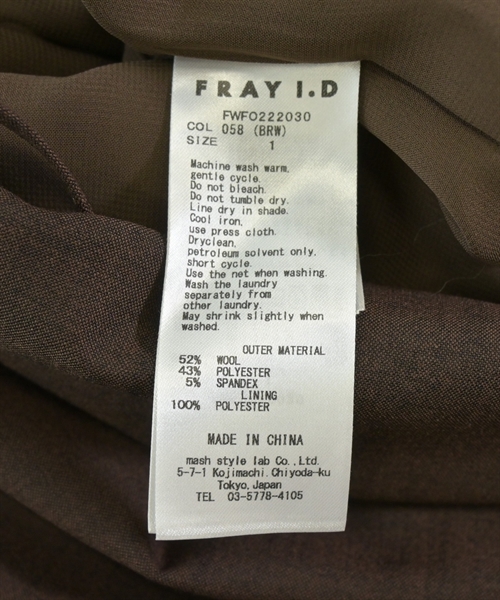 FRAY I.D
FWFO222030
COL 058 (BRW)
SIZE 1
Machine wash warm,
gentle cycle.
Do not bleach.
Do not tumble dry.
Line dry in shade.
Cool iron,
use press cloth.
Dryclean,
petroleum solvent only,
short cycle.
Use the net when washing.
Wash the laundry
separately from
other laundry.
May shrink slightly when
washed.
OUTER MATERIAL
52% WOOL
43% POLYESTER
5% SPANDEX
LINING
100% POLYESTER
MADE IN CHINA
mash style lab Co.,Ltd.
5-7-1 Kojimachi,Chiyoda-ku
Tokyo,Japan
TEL 03-5778-4105